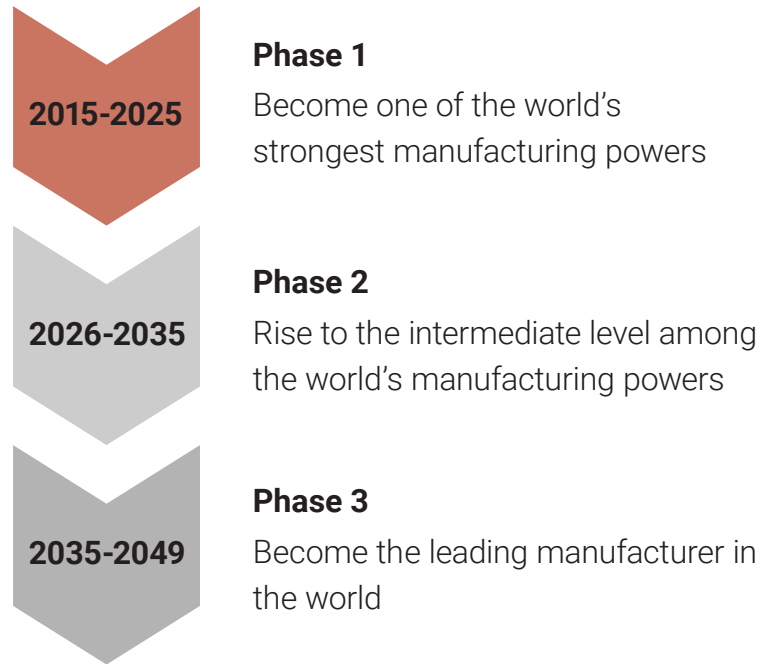 2015-2025
Phase 1
Become one of the world’s
strongest manufacturing powers
2026-2035
Phase 2
Rise to the intermediate level among
the world’s manufacturing powers
2035-2049
Phase 3
Become the leading manufacturer in
the world